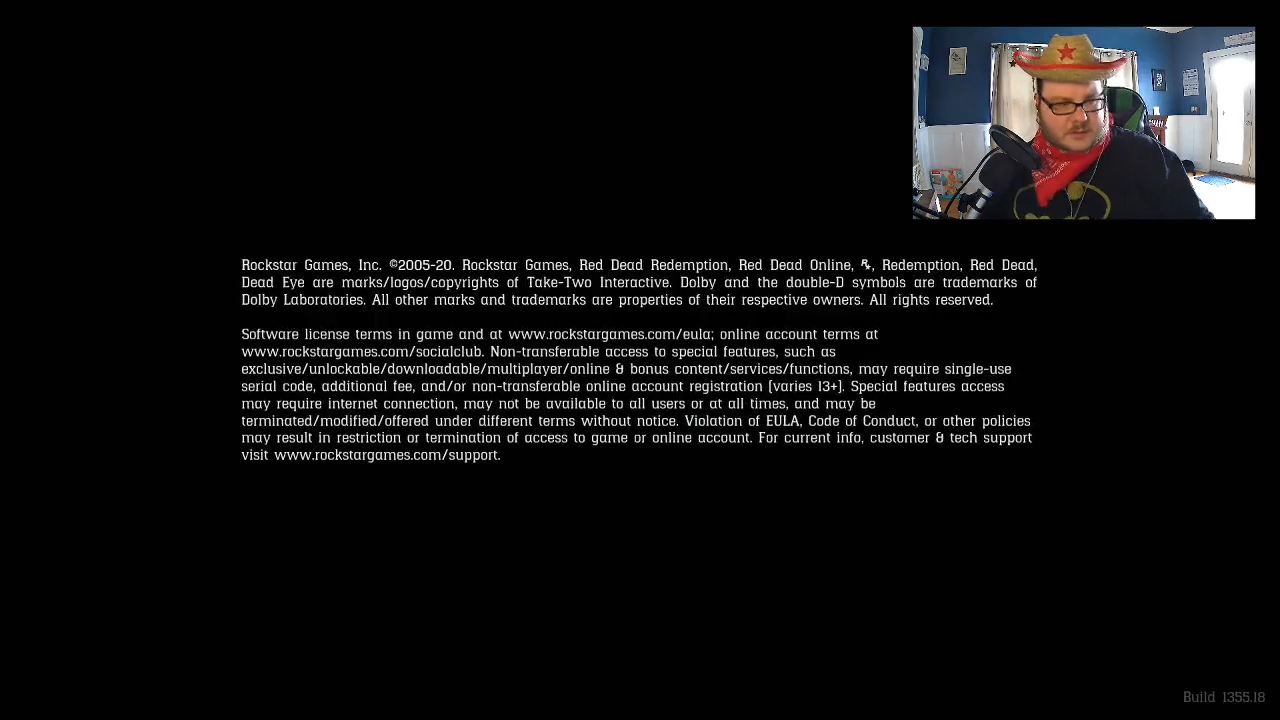 Rockstar Games, Inc. ©2005-20. Rockstar Games, Red Dead Redemption, Red Dead Online, R*, Redemption, Red Dead,
Dead Eye are marks/logos/copyrights of Take-Two Interactive. Dolby and the double-D symbols are trademarks of
Dolby Laboratories. All other marks and trademarks are properties of their respective owners. All rights reserved.
Software license terms in game and at www.rockstargames.com/eula; online account terms at
www.rockstargames.com/socialclub. Non-transferable access to special features, such as
exclusive/unlockable/downloadable/multiplayer/online & bonus content/services/functions, may require single-use
serial code, additional fee, and/or non-transferable online account registration (varies 13+). Special features access
may require internet connection, may not be available to all users or at all times, and may be
terminated/modified/offered under different terms without notice. Violation of EULA, Code of Conduct, or other policies
may result in restriction or termination of access to game or online account. For current info, customer & tech support
visit www.rockstargames.com/support.
Build 1355.18